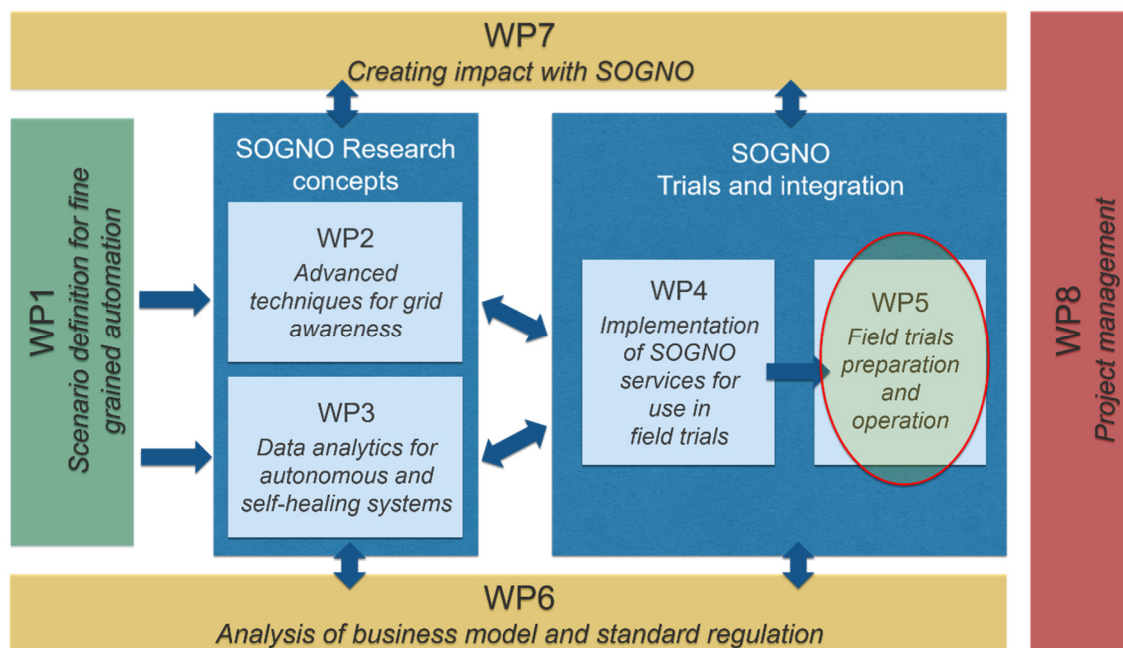 WP7
Creating impact with SOGNO
WP1
Scenario definition for fine
grained automation
SOGNO Research
concepts
WP2
Advanced
techniques for grid
awareness
WP3
Data analytics for
autonomous and
self-healing systems
SOGNO
Trials and integration
WP4
Implementation
of SOGNO
services for
use in
field trials
WP5
Field trials
preparation
and
operation
WP8
Project management
WP6
Analysis of business model and standard regulation